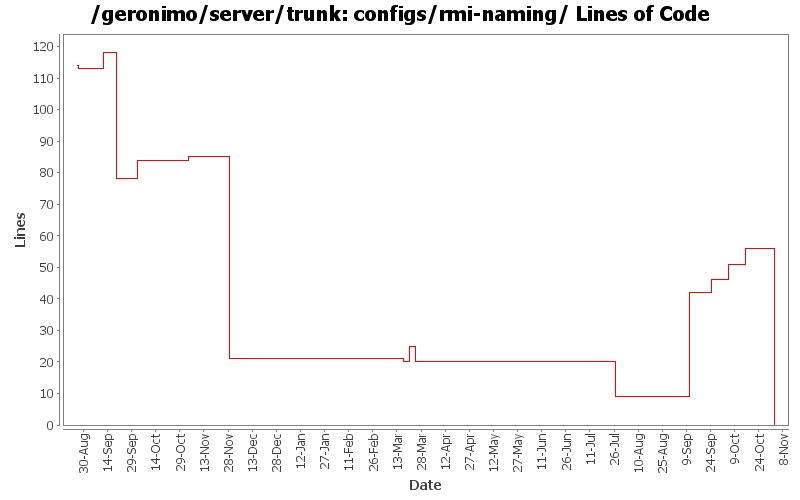 /geronimo/server/trunk: configs/rmi-naming/ Lines of Code
120
110
100
90
80
70
60
50
40
30
20
10
0
Lines
30-Aug
14-Sep
29-Sep
14-Oct
29-Oct
13-Nov
28-Nov
13-Dec
28-Dec
12-Jan
27-Jan
11-Feb
26-Feb
13-Mar
28-Mar
12-Apr
27-Apr
12-May
27-May
11-Jun
26-Jun
11-Jul
26-Jul
10-Aug
25-Aug
9-Sep
24-Sep
9-Oct
24-Oct
8-Nov
Date